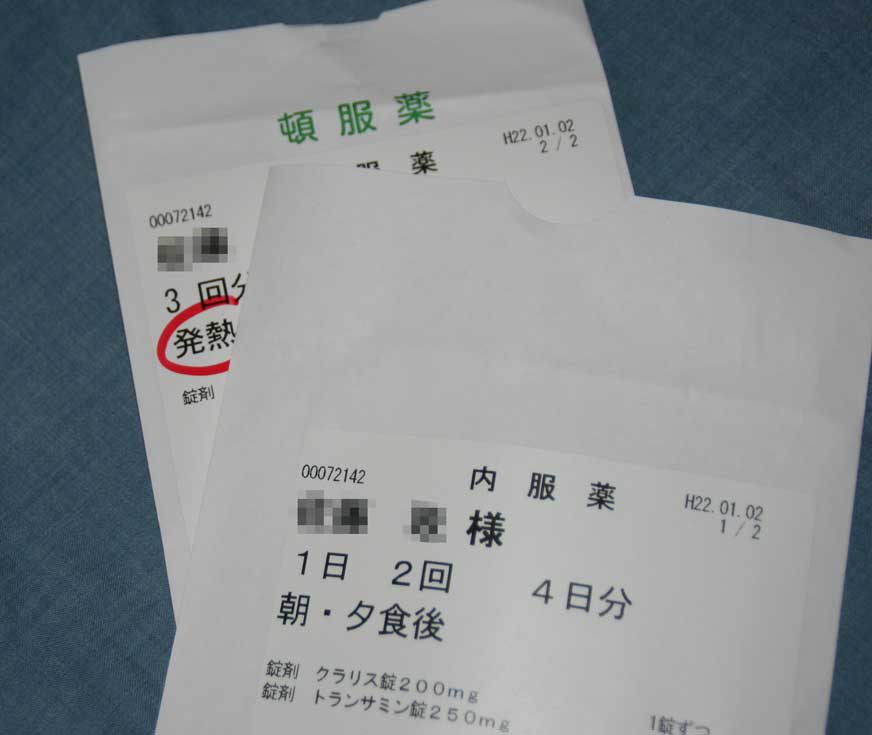 頓服薬
H22.01.02
2 / 2
薬
00072142
3 回分
発熱
錠剤
00072142
内 服 薬
H22.01.02
1 / 2
様
1日 2回 4日分
朝・夕食後
錠剤 クラリス錠200mg
錠剤 トランサミン錠250mg
1錠ずつ